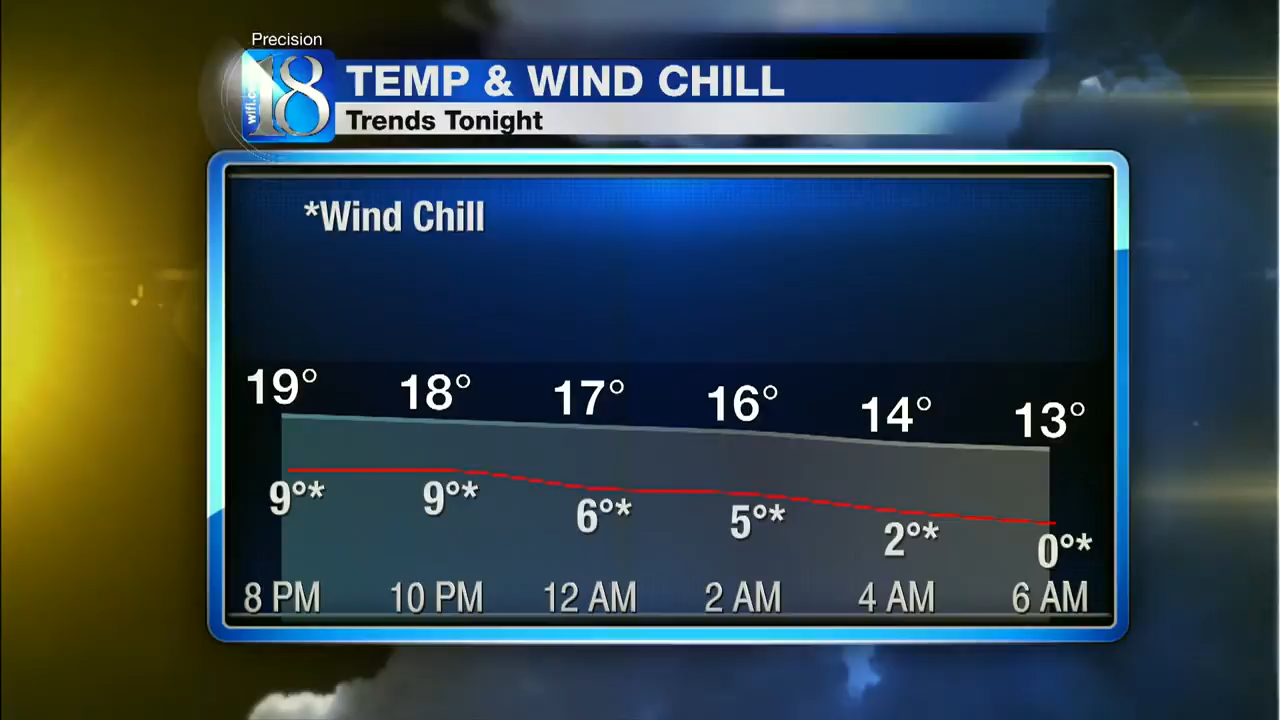 Precision
wlfi.c
18
TEMP & WIND CHILL
Trends Tonight
*Wind Chill
19° 18° 17° 16° 14° 13°
9°* 9°* 6°* 5°* 2°* 0°*
8 PM 10 PM 12 AM 2 AM 4 AM 6 AM